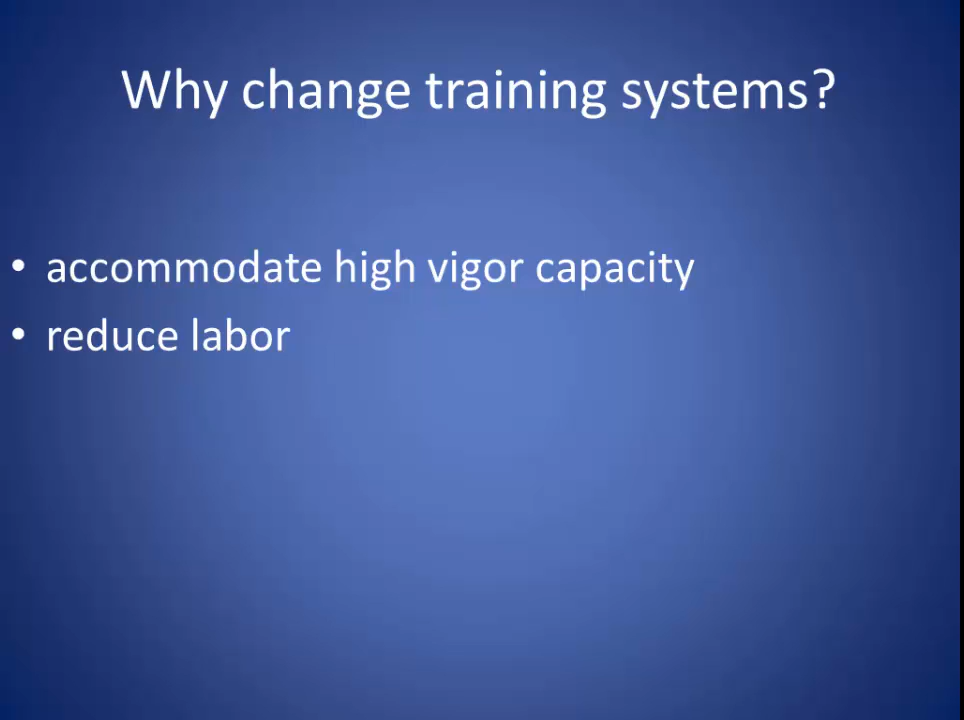 Why change training systems?
• accommodate high vigor capacity
• reduce labor